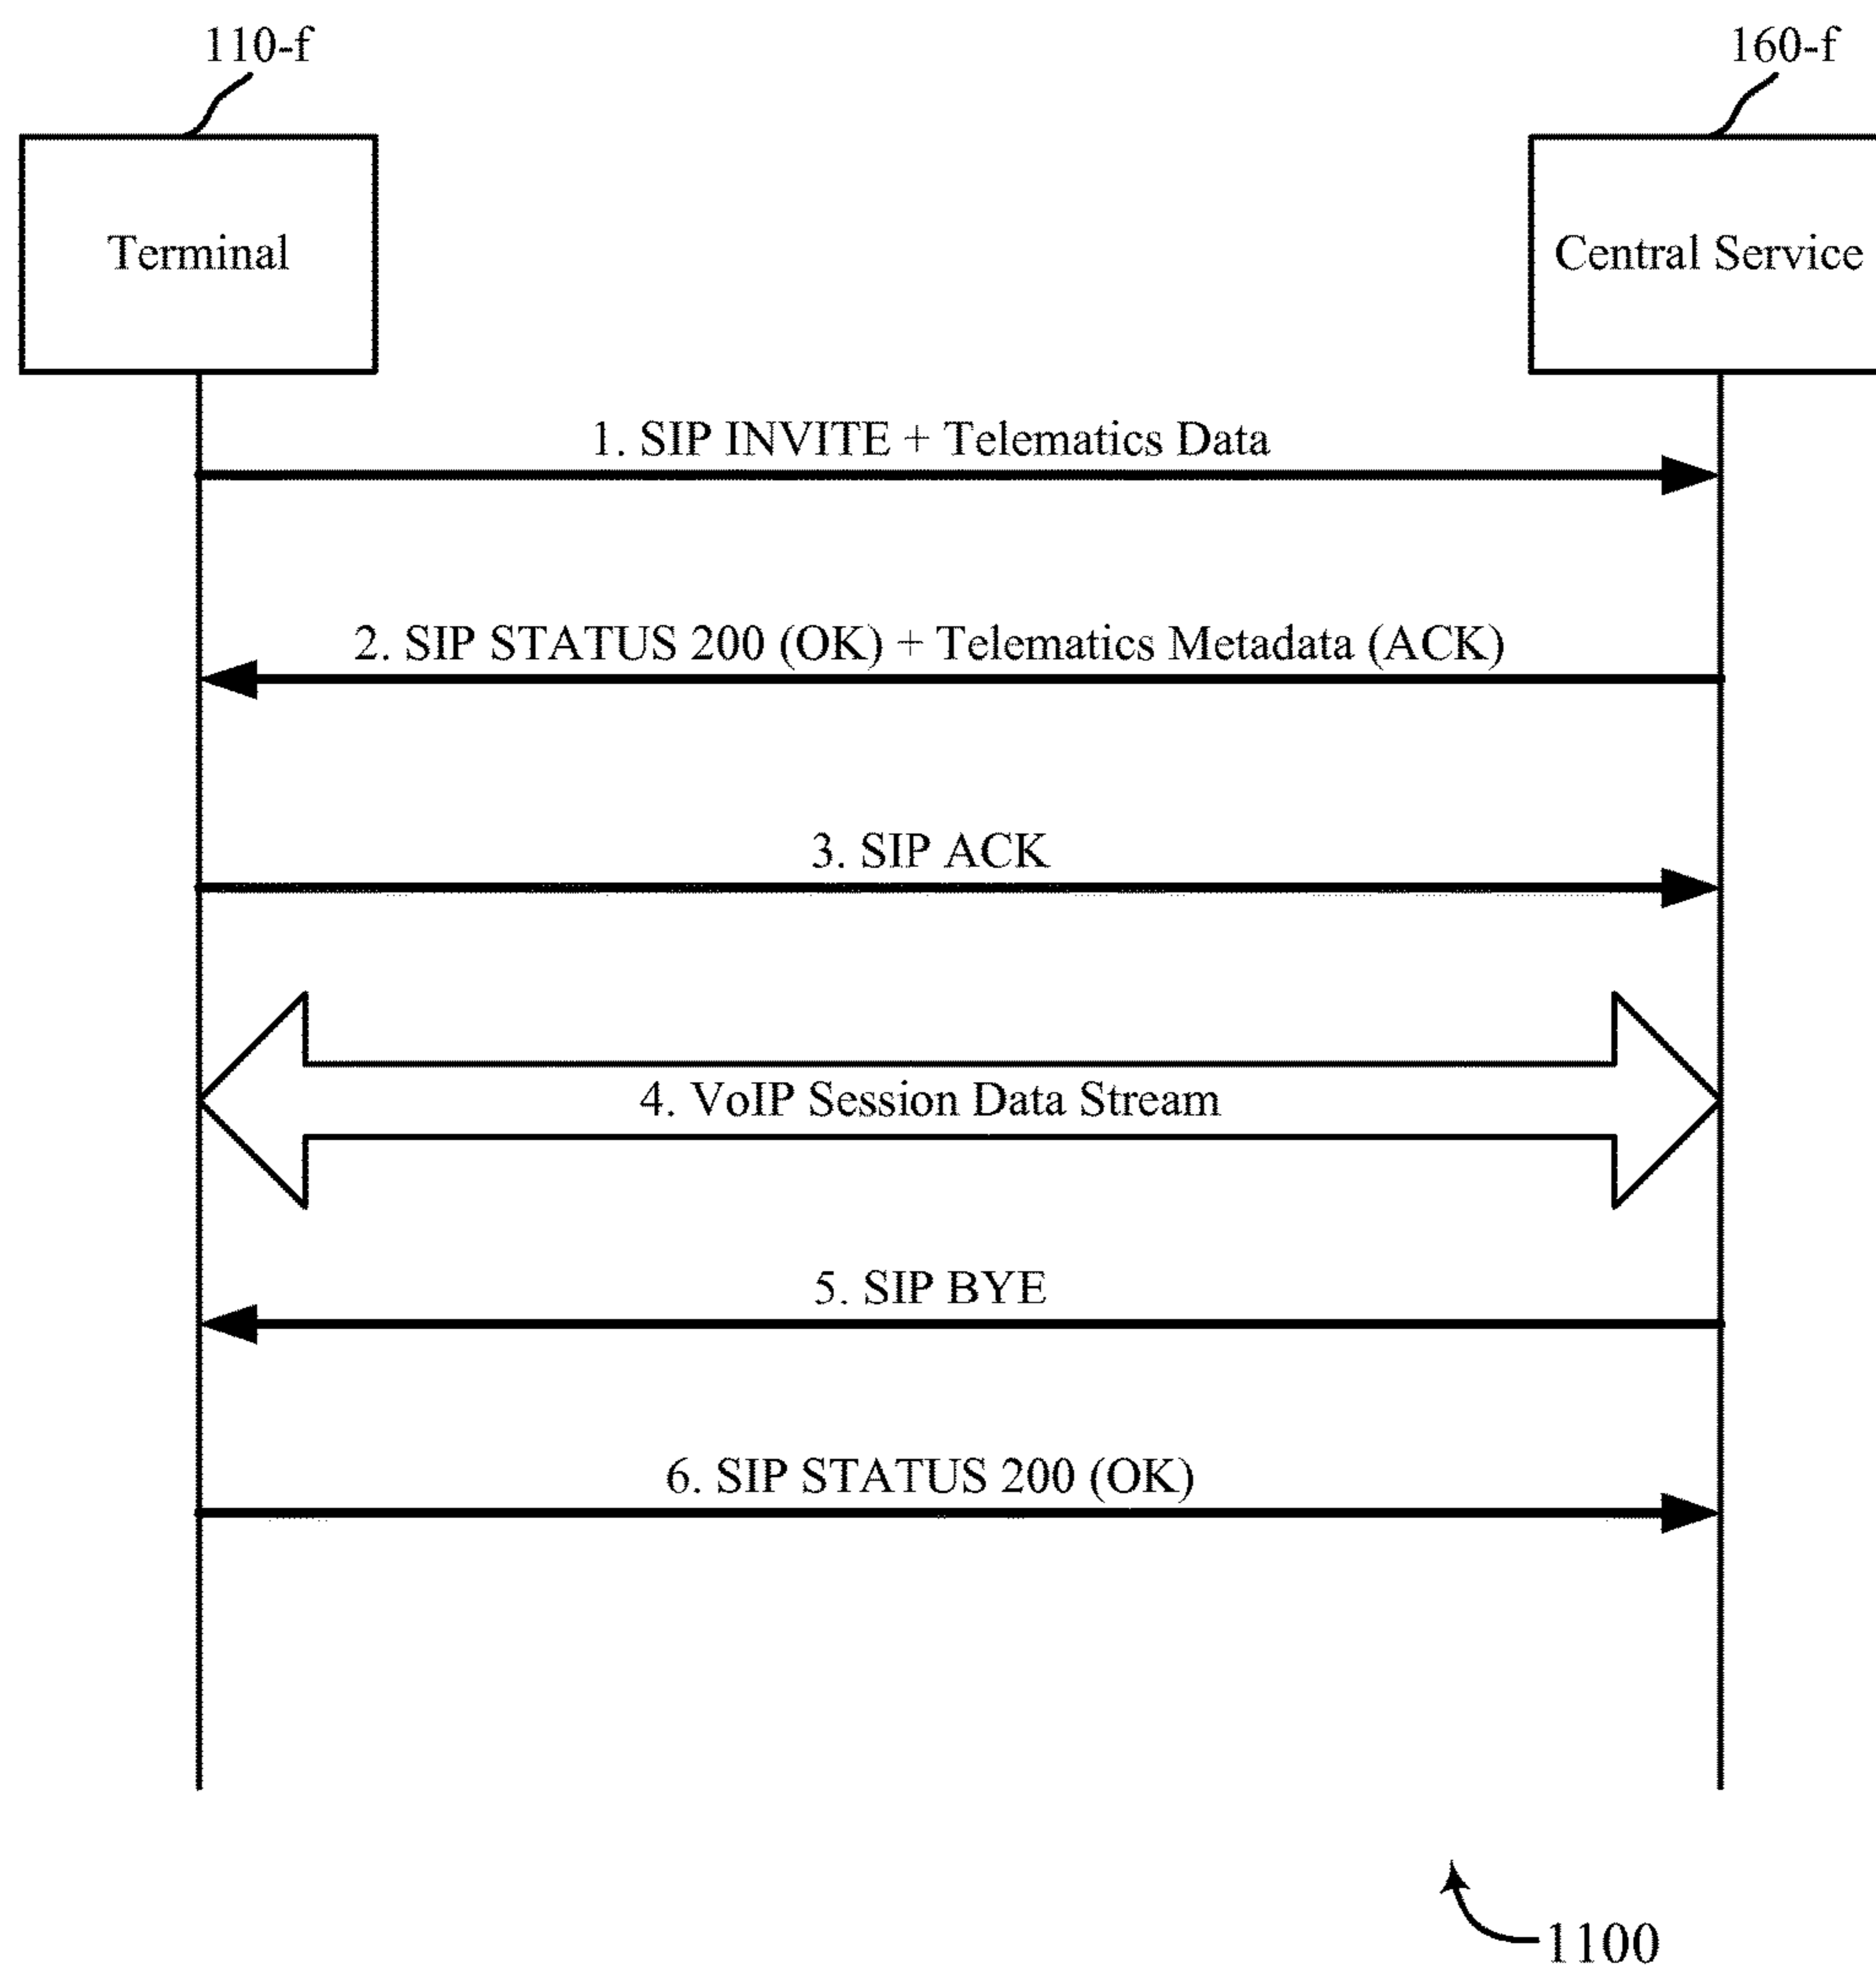 110-f
160-f
Terminal
Central Service
1. SIP INVITE + Telematics Data
2. SIP STATUS 200 (OK) + Telematics Metadata (ACK)
3. SIP ACK
4. VoIP Session Data Stream
5. SIP BYE
6. SIP STATUS 200 (OK)
1100